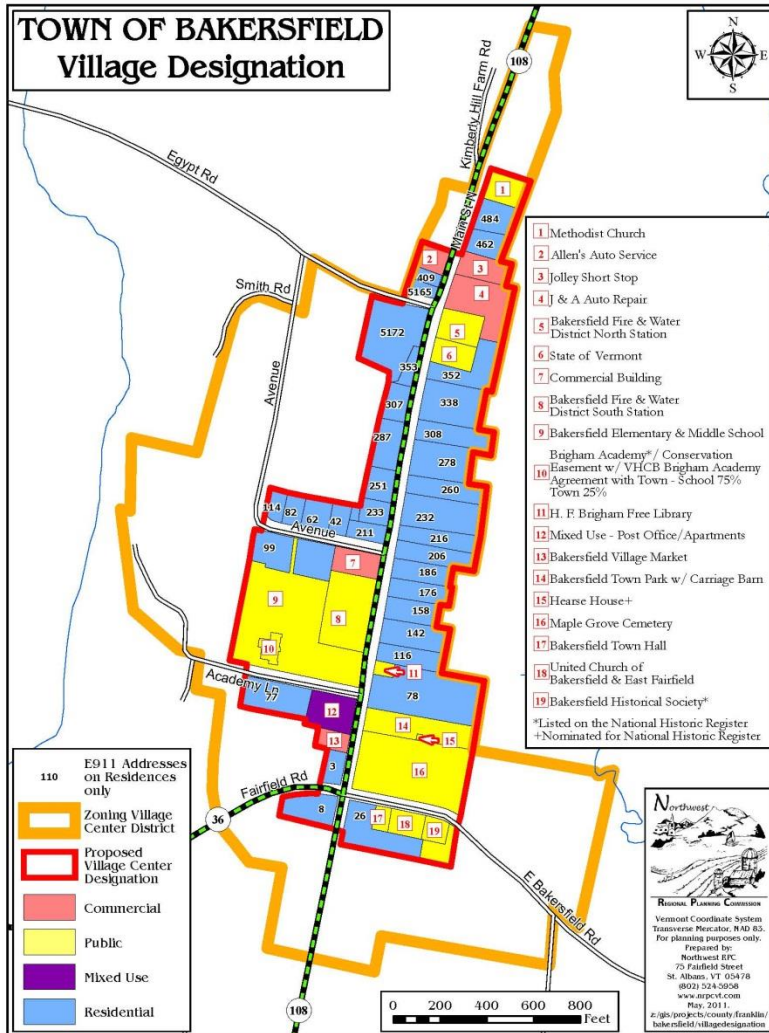 TOWN OF BAKERSFIELD
Village Designation
N
W
E
S
108
Kimberly Hill Farm Rd
Main St N
Egypt Rd
Smith Rd
Avenue
1
484
462
2
3
409
5165
4
5172
5
6
353
352
307
338
287
308
278
251
260
114
82
62
42
233
211
232
Avenue
216
206
99
7
186
176
9
8
158
10
142
116
11
Academy Ln
77
78
12
14
15
13
16
3
Fairfield Rd
36
8
26
17
18
19
E Bakersfield Rd
108
1 Methodist Church
2 Allen's Auto Service
3 Jolley Short Stop
4 J & A Auto Repair
5 Bakersfield Fire & Water
District North Station
6 State of Vermont
7 Commercial Building
8 Bakersfield Fire & Water
District South Station
9 Bakersfield Elementary & Middle School
Brigham Academy*/ Conservation
10 Easement w/ VHCB Brigham Academy
Agreement with Town - School 75%
Town 25%
11 H. F. Brigham Free Library
12 Mixed Use - Post Office/Apartments
13 Bakersfield Village Market
14 Bakersfield Town Park w/ Carriage Barn
15 Hearse House+
16 Maple Grove Cemetery
17 Bakersfield Town Hall
18 United Church of
Bakersfield & East Fairfield
19 Bakersfield Historical Society*
*Listed on the National Historic Register
+Nominated for National Historic Register
110 E911 Addresses
on Residences
only
Zoning Village
Center District
Proposed
Village Center
Designation
Commercial
Public
Mixed Use
Residential
0 200 400 600 800
Feet
Northwest
REGIONAL PLANNING COMMISSION
Vermont Coordinate System
Transverse Mercator, NAD 83.
For planning purposes only.
Prepared by:
Northwest RPC
75 Fairfield Street
St. Albans, VT 05478
(802) 524-5958
www.nrpcvt.com
May, 2011.
z:/gis/projects/county/franklin/
bakersfield/villagedesignation